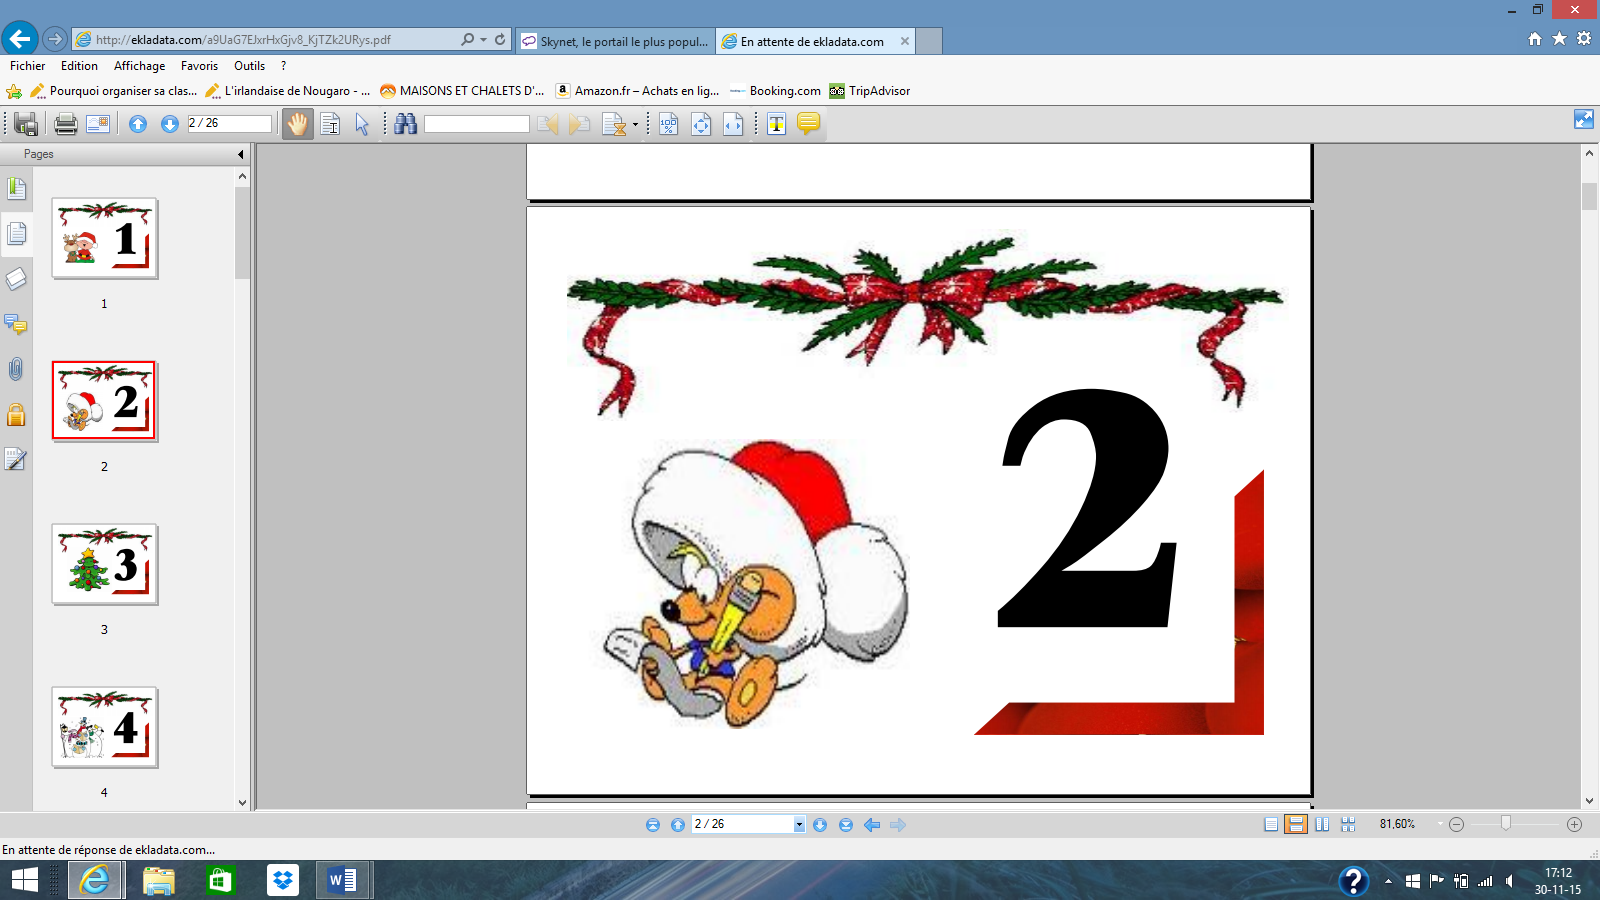 http://ekladata.com/a9UaG7EJxrHxGjv8_KjTZk2URys.pdf
Skynet, le portail le plus popul...
En attente de ekladata.com
Fichier Edition Affichage Favoris Outils ?
Pourquoi organiser sa clas...
L'irlandaise de Nougaro - ...
MAISONS ET CHALETS D'...
Amazon.fr – Achats en lig...
Booking.com
TripAdvisor
2 / 26
Pages
1
1
2
2
3
3
4
4
2
2 / 26
81,60%
En attente de réponse de ekladata.com...
17:12
30-11-15